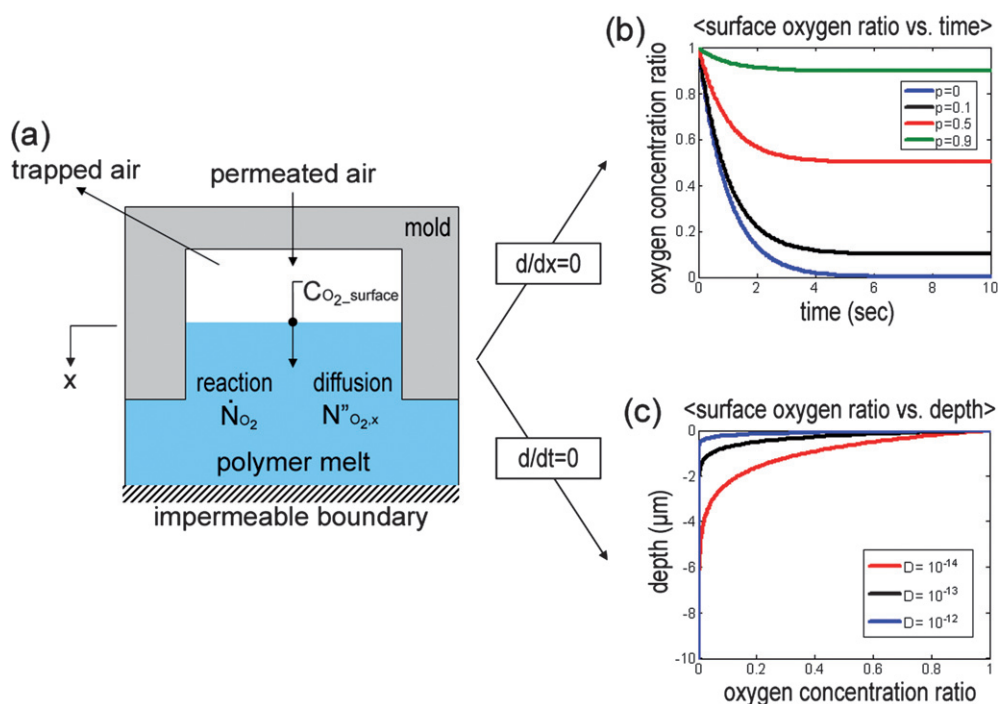 (a)
trapped air
permeated air
mold
C O2_surface
x
reaction
diffusion
ṄO2
N"O2,x
polymer melt
impermeable boundary
d/dx=0
d/dt=0
(b)
<surface oxygen ratio vs. time>
oxygen concentration ratio
1
0.8
0.6
0.4
0.2
0
p=0
p=0.1
p=0.5
p=0.9
0 2 4 6 8 10
time (sec)
(c)
<surface oxygen ratio vs. depth>
depth (µm)
0
-2
-4
-6
-8
-10
D= 10-14
D= 10-13
D= 10-12
0 0.2 0.4 0.6 0.8 1
oxygen concentration ratio